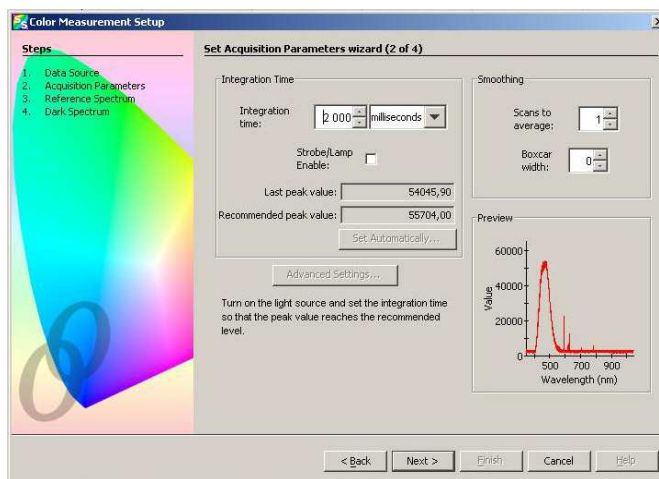 Color Measurement Setup
Steps
1. Data Source
2. Acquisition Parameters
3. Reference Spectrum
4. Dark Spectrum
Set Acquisition Parameters wizard (2 of 4)
Integration Time
Integration time:
2 000
milliseconds
Strobe/Lamp Enable:
Last peak value:
54045,90
Recommended peak value:
55704,00
Set Automatically...
Advanced Settings...
Turn on the light source and set the integration time
so that the peak value reaches the recommended
level.
Smoothing
Scans to average:
1
Boxcar width:
0
Preview
60000
40000
20000
0
Value
500 700 900
Wavelength (nm)
< Back
Next >
Finish
Cancel
Help